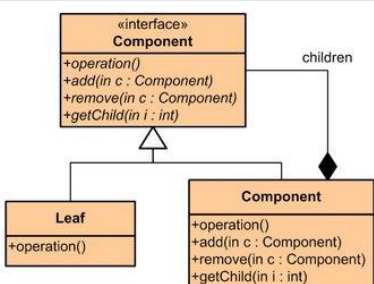 «interface»
Component
+operation()
+add(in c : Component)
+remove(in c : Component)
+getChild(in i : int)
children
Leaf
+operation()
Component
+operation()
+add(in c : Component)
+remove(in c : Component)
+getChild(in i : int)